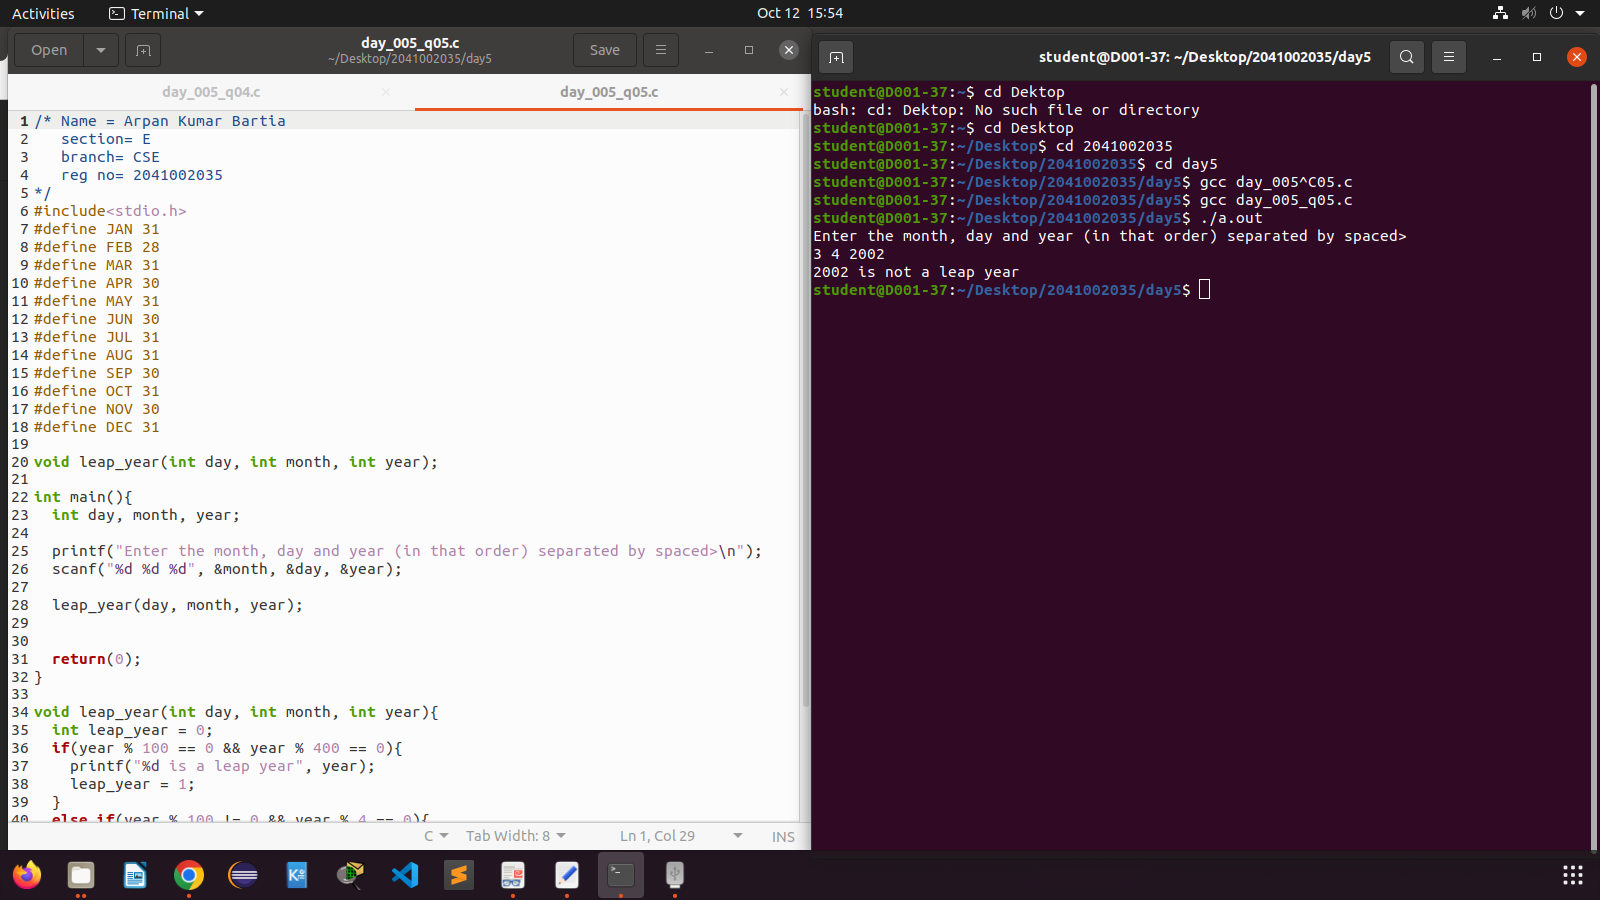 Activities
Terminal
Oct 12  15:54
Open
day_005_q05.c
~/Desktop/2041002035/day5
Save
day_005_q04.c
day_005_q05.c
1 /* Name = Arpan Kumar Bartia
2    section= E
3    branch= CSE
4    reg no= 2041002035
5 */
6 #include<stdio.h>
7 #define JAN 31
8 #define FEB 28
9 #define MAR 31
10 #define APR 30
11 #define MAY 31
12 #define JUN 30
13 #define JUL 31
14 #define AUG 31
15 #define SEP 30
16 #define OCT 31
17 #define NOV 30
18 #define DEC 31
19
20 void leap_year(int day, int month, int year);
21
22 int main(){
23   int day, month, year;
24
25   printf("Enter the month, day and year (in that order) separated by spaced>\n");
26   scanf("%d %d %d", &month, &day, &year);
27
28   leap_year(day, month, year);
29
30
31   return(0);
32 }
33
34 void leap_year(int day, int month, int year){
35   int leap_year = 0;
36   if(year % 100 == 0 && year % 400 == 0){
37     printf("%d is a leap year", year);
38     leap_year = 1;
39   }
40   else if(year % 100 != 0 && year % 4 == 0){
C
Tab Width: 8
Ln 1, Col 29
INS
student@D001-37: ~/Desktop/2041002035/day5
student@D001-37:~$ cd Dektop
bash: cd: Dektop: No such file or directory
student@D001-37:~$ cd Desktop
student@D001-37:~/Desktop$ cd 2041002035
student@D001-37:~/Desktop/2041002035$ cd day5
student@D001-37:~/Desktop/2041002035/day5$ gcc day_005^C05.c
student@D001-37:~/Desktop/2041002035/day5$ gcc day_005_q05.c
student@D001-37:~/Desktop/2041002035/day5$ ./a.out
Enter the month, day and year (in that order) separated by spaced>
3 4 2002
2002 is not a leap year
student@D001-37:~/Desktop/2041002035/day5$